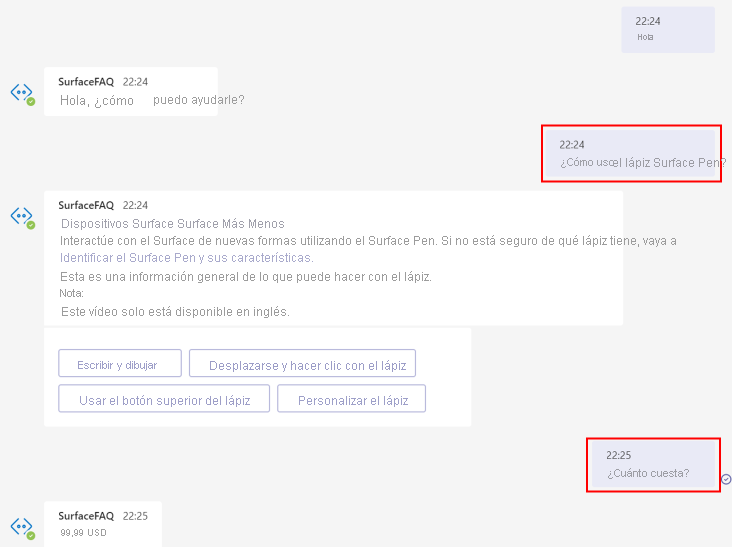 22:24
Hola
SurfaceFAQ 22:24
Hola, ¿cómo puedo ayudarle?
22:24
¿Cómo uso el lápiz Surface Pen?
SurfaceFAQ 22:24
Dispositivos Surface Surface Más Menos
Interactúe con el Surface de nuevas formas utilizando el Surface Pen. Si no está seguro de qué lápiz tiene, vaya a
Identificar el Surface Pen y sus características.
Esta es una información general de lo que puede hacer con el lápiz.
Nota:
Este vídeo solo está disponible en inglés.
Escribir y dibujar
Desplazarse y hacer clic con el lápiz
Usar el botón superior del lápiz
Personalizar el lápiz
22:25
¿Cuánto cuesta?
SurfaceFAQ 22:25
99,99 USD